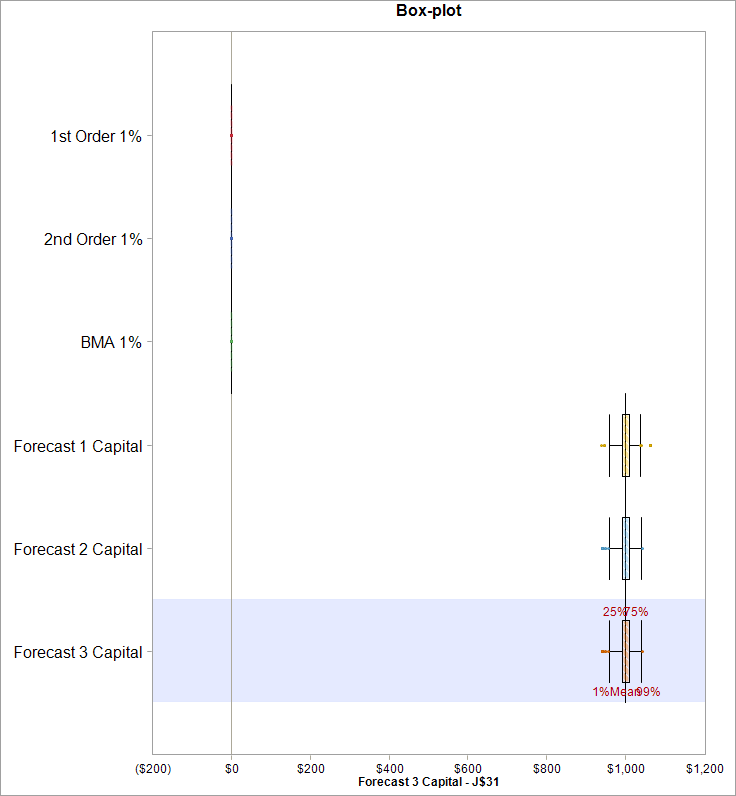 Box-plot
1st Order 1%
2nd Order 1%
BMA 1%
Forecast 1 Capital
Forecast 2 Capital
25%75%
Forecast 3 Capital
1%Mean99%
($200) $0 $200 $400 $600 $800 $1,000 $1,200
Forecast 3 Capital - J$31